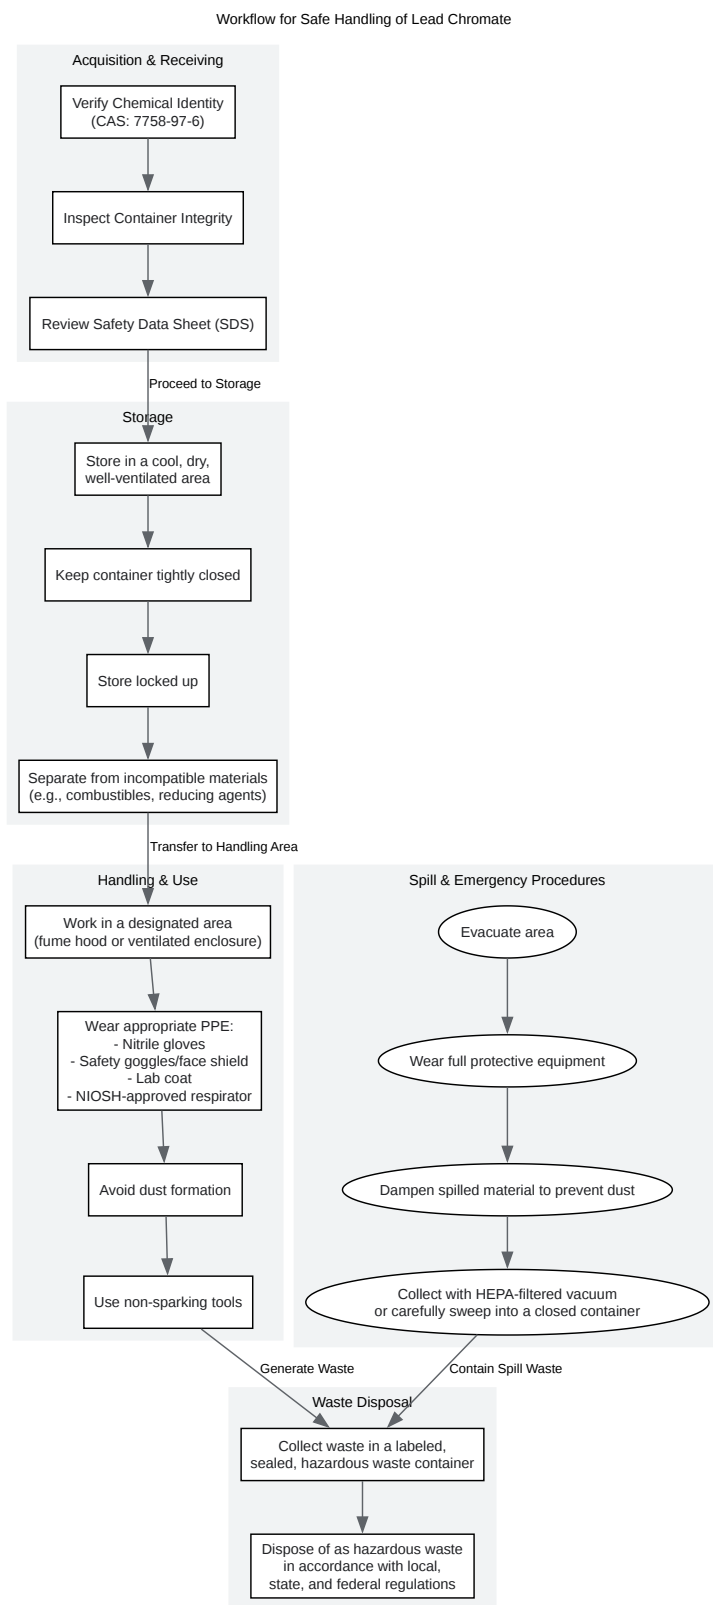 Workflow for Safe Handling of Lead Chromate
Acquisition & Receiving
Verify Chemical Identity
(CAS: 7758-97-6)
Inspect Container Integrity
Review Safety Data Sheet (SDS)
Proceed to Storage
Storage
Store in a cool, dry,
well-ventilated area
Keep container tightly closed
Store locked up
Separate from incompatible materials
(e.g., combustibles, reducing agents)
Transfer to Handling Area
Handling & Use
Work in a designated area
(fume hood or ventilated enclosure)
Wear appropriate PPE:
- Nitrile gloves
- Safety goggles/face shield
- Lab coat
- NIOSH-approved respirator
Avoid dust formation
Use non-sparking tools
Generate Waste
Spill & Emergency Procedures
Evacuate area
Wear full protective equipment
Dampen spilled material to prevent dust
Collect with HEPA-filtered vacuum
or carefully sweep into a closed container
Contain Spill Waste
Waste Disposal
Collect waste in a labeled,
sealed, hazardous waste container
Dispose of as hazardous waste
in accordance with local,
state, and federal regulations